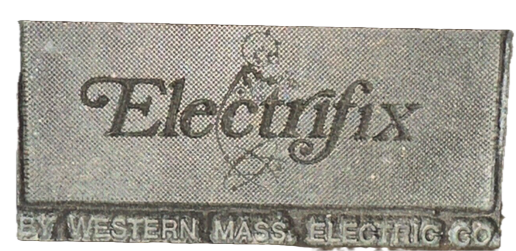 Electrifix
BY WESTERN MASS. ELECTRIC CO.